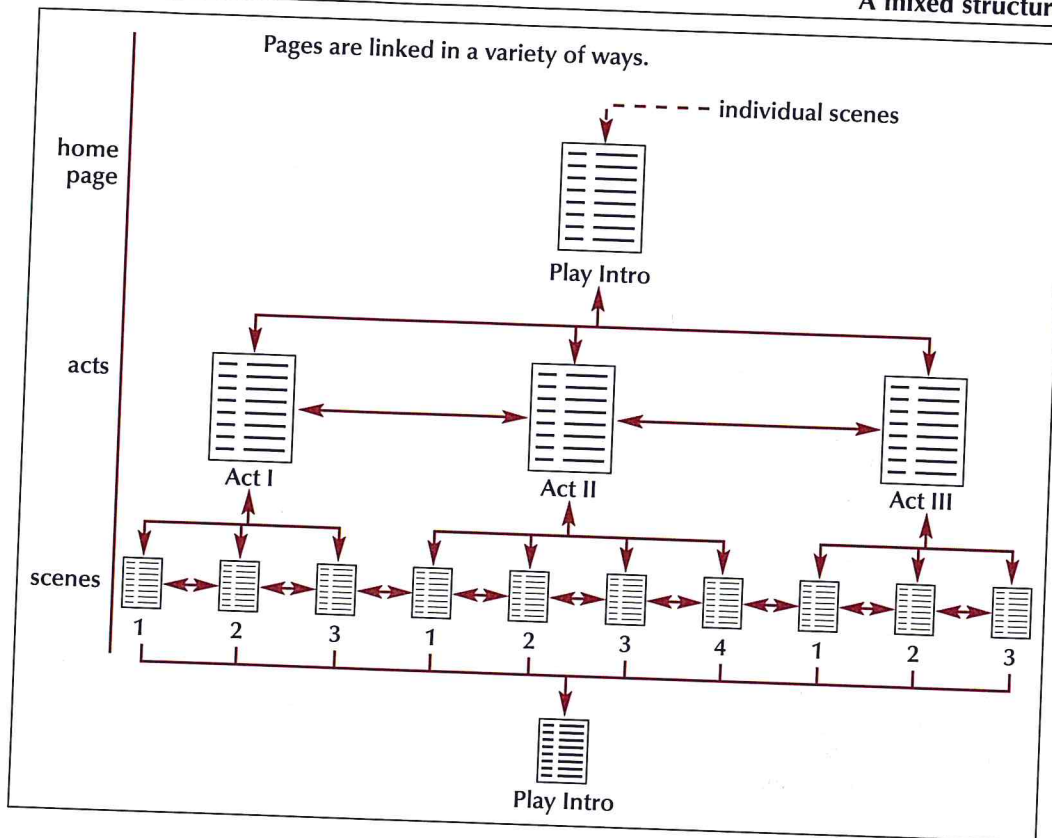 A mixed structur
Pages are linked in a variety of ways.
individual scenes
home
page
Play Intro
acts
Act I
Act II
Act III
scenes
1 2 3 1 2 3 4 1 2 3
Play Intro